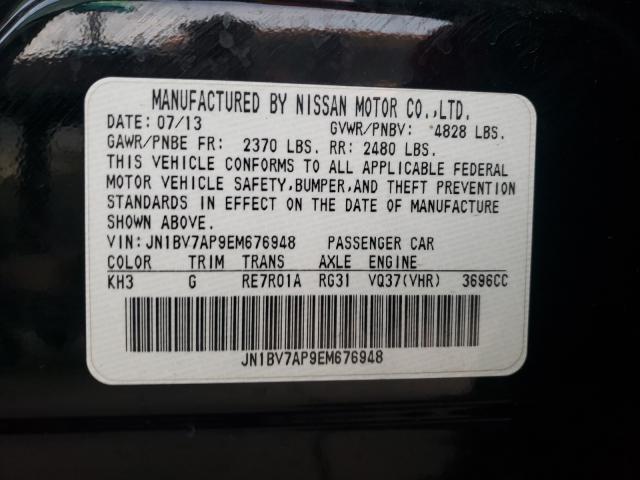 MANUFACTURED BY NISSAN MOTOR CO.,LTD.
DATE: 07/13 GVWR/PNBV: 4828 LBS.
GAWR/PNBE FR: 2370 LBS. RR: 2480 LBS.
THIS VEHICLE CONFORMS TO ALL APPLICABLE FEDERAL
MOTOR VEHICLE SAFETY,BUMPER,AND THEFT PREVENTION
STANDARDS IN EFFECT ON THE DATE OF MANUFACTURE
SHOWN ABOVE.
VIN: JN1BV7AP9EM676948 PASSENGER CAR
COLOR TRIM TRANS AXLE ENGINE
KH3 G RE7R01A RG31 VQ37(VHR) 3696CC
JN1BV7AP9EM676948